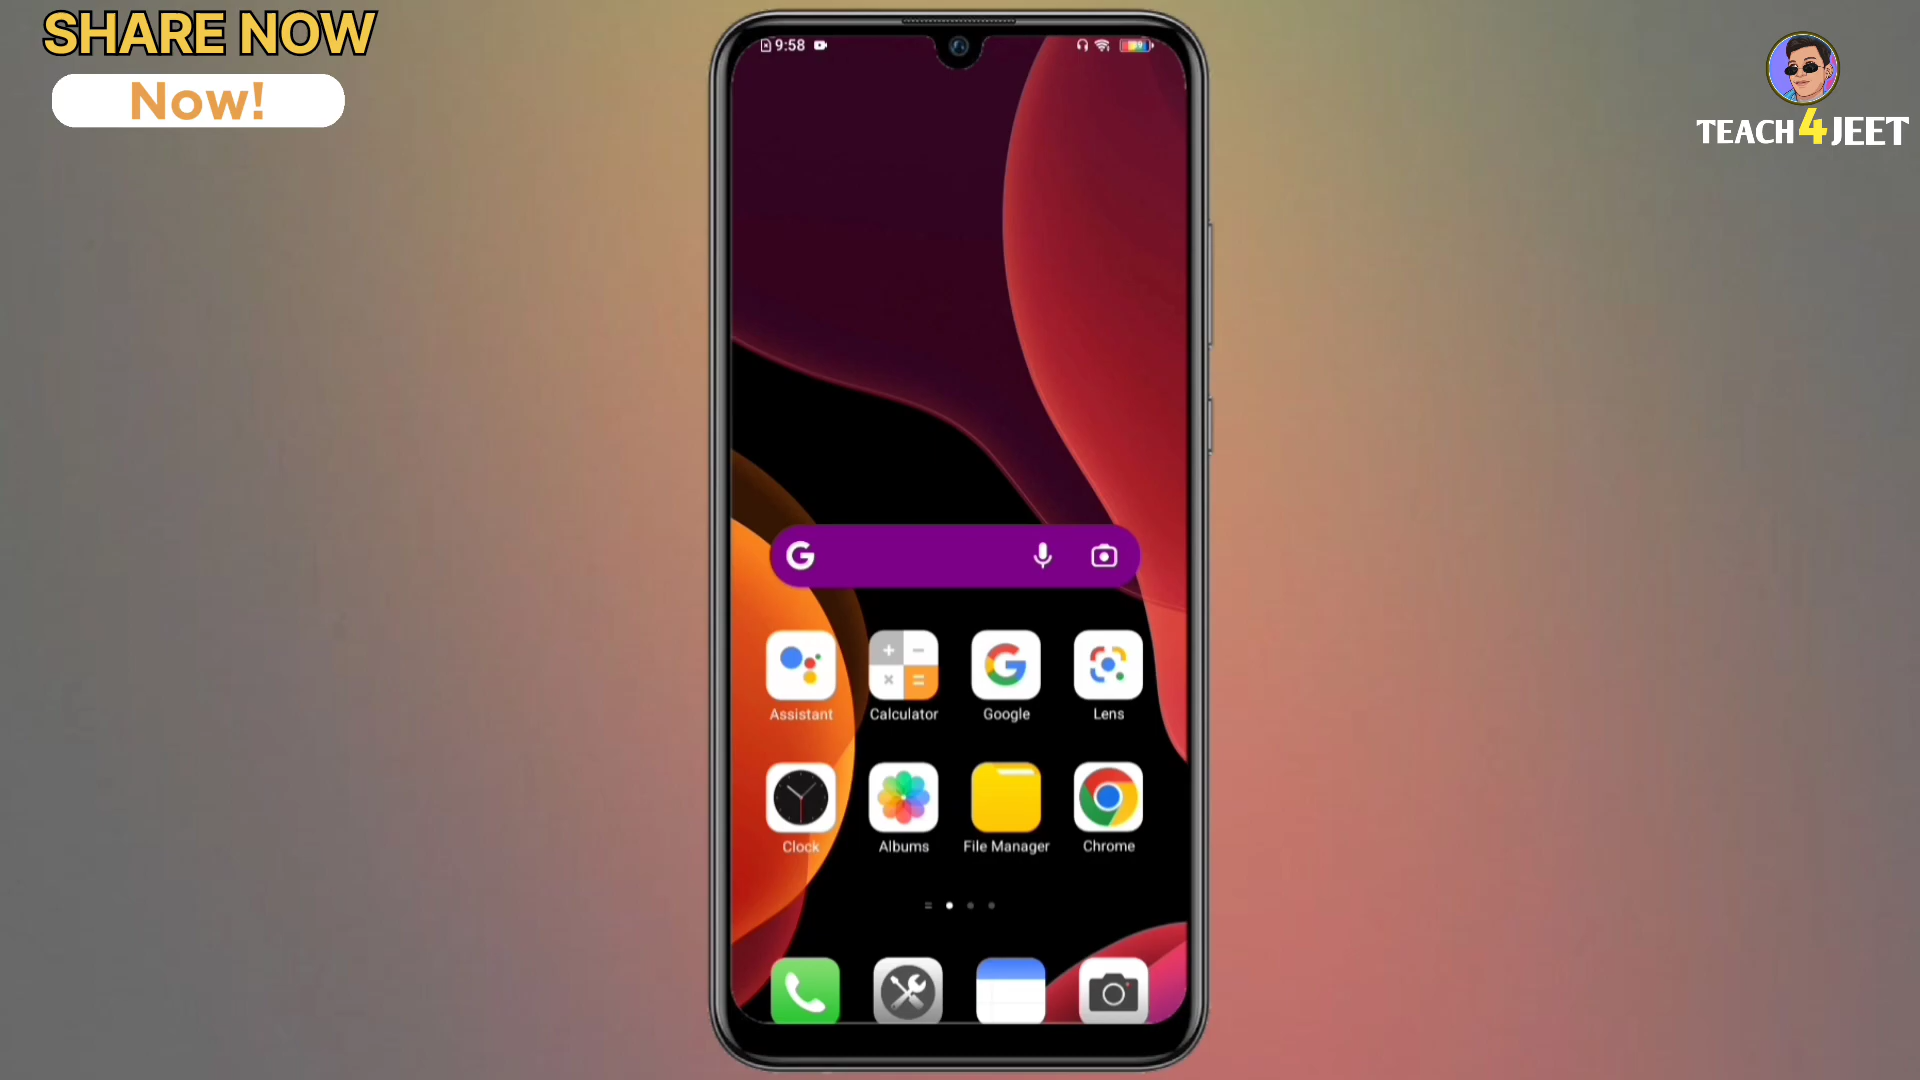 SHARE NOW
Now!
TEACH4JEET
9:58
Assistant
Calculator
Google
Lens
Clock
Albums
File Manager
Chrome